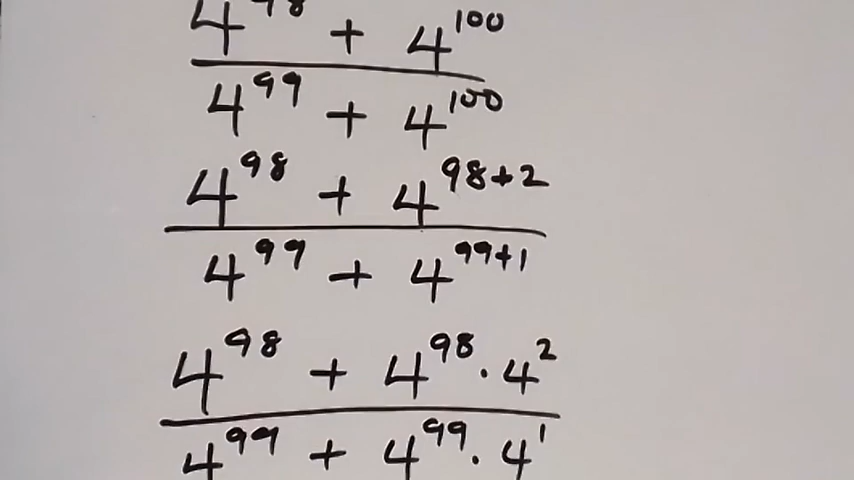 4^98 + 4^100
4^99 + 4^100
4^98 + 4^98+2
4^99 + 4^99+1
4^98 + 4^98 · 4^2
4^99 + 4^99 · 4^1